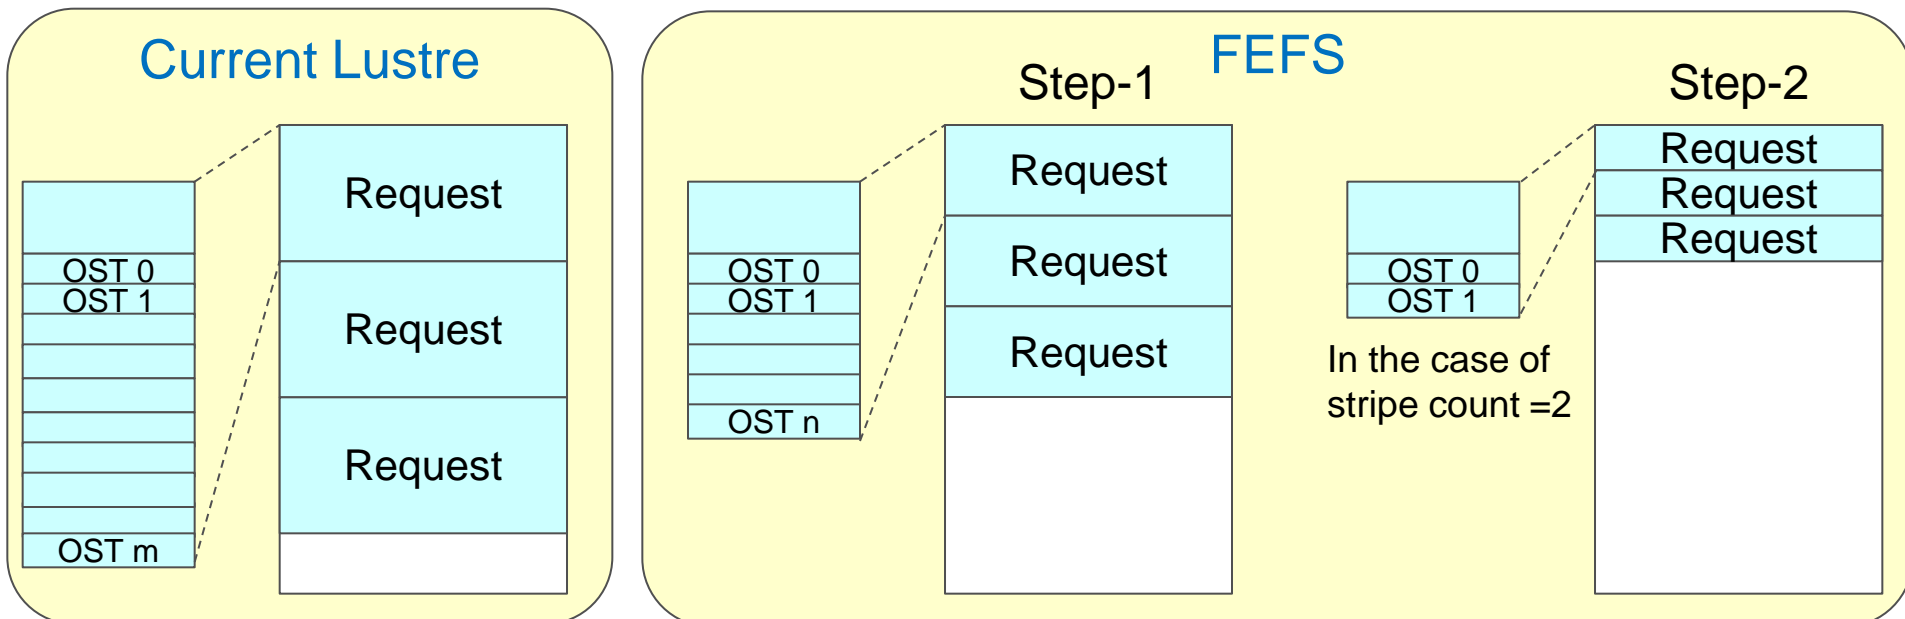 Current Lustre
Request
OST 0
OST 1
Request
Request
OST m
FEFS
Step-1
Request
OST 0
OST 1
Request
Request
OST n
Step-2
Request
Request
Request
OST 0
OST 1
In the case of
stripe count =2